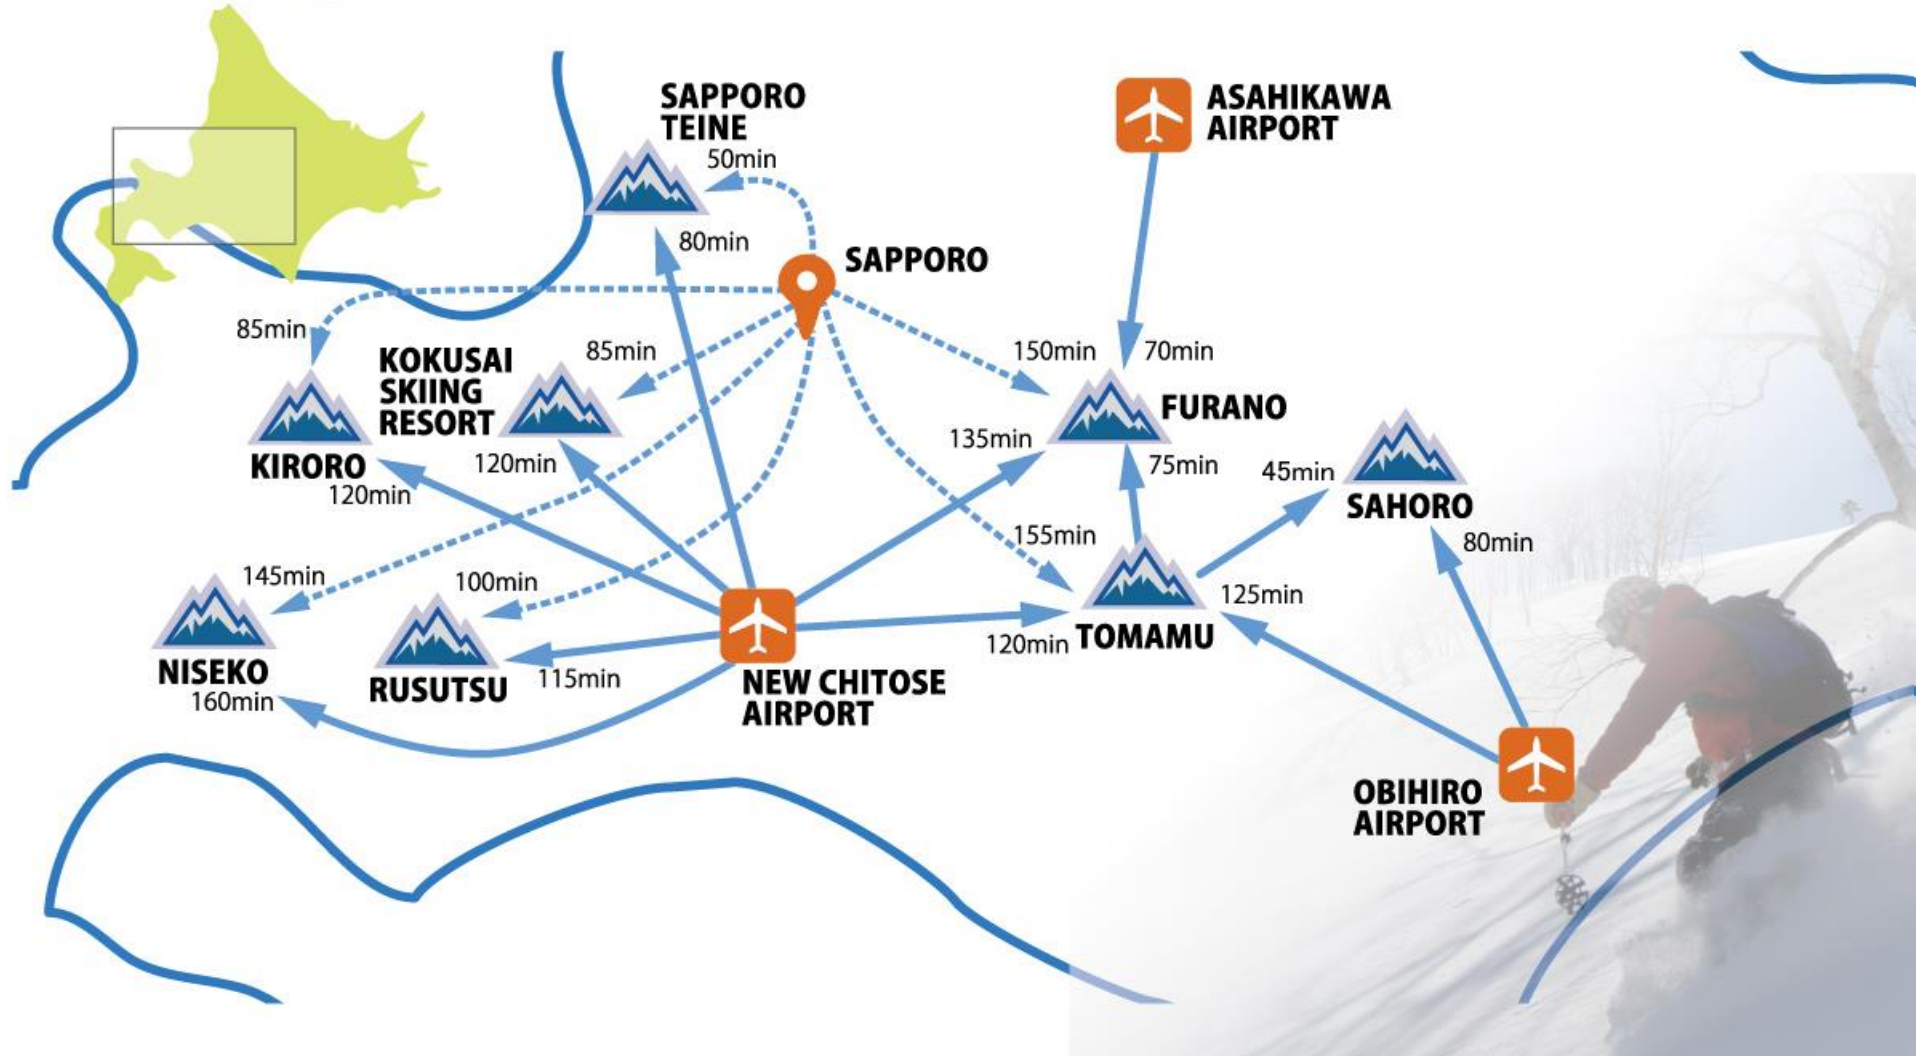 SAPPORO
TEINE
50min
80min
ASAHIKAWA
AIRPORT
SAPPORO
85min
KOKUSAI
SKIING
RESORT
85min
150min
70min
FURANO
135min
75min
120min
KIRORO
120min
45min
SAHORO
80min
155min
145min
100min
125min
NISEKO
160min
RUSUTSU
115min
120min
TOMAMU
NEW CHITOSE
AIRPORT
OBIHIRO
AIRPORT